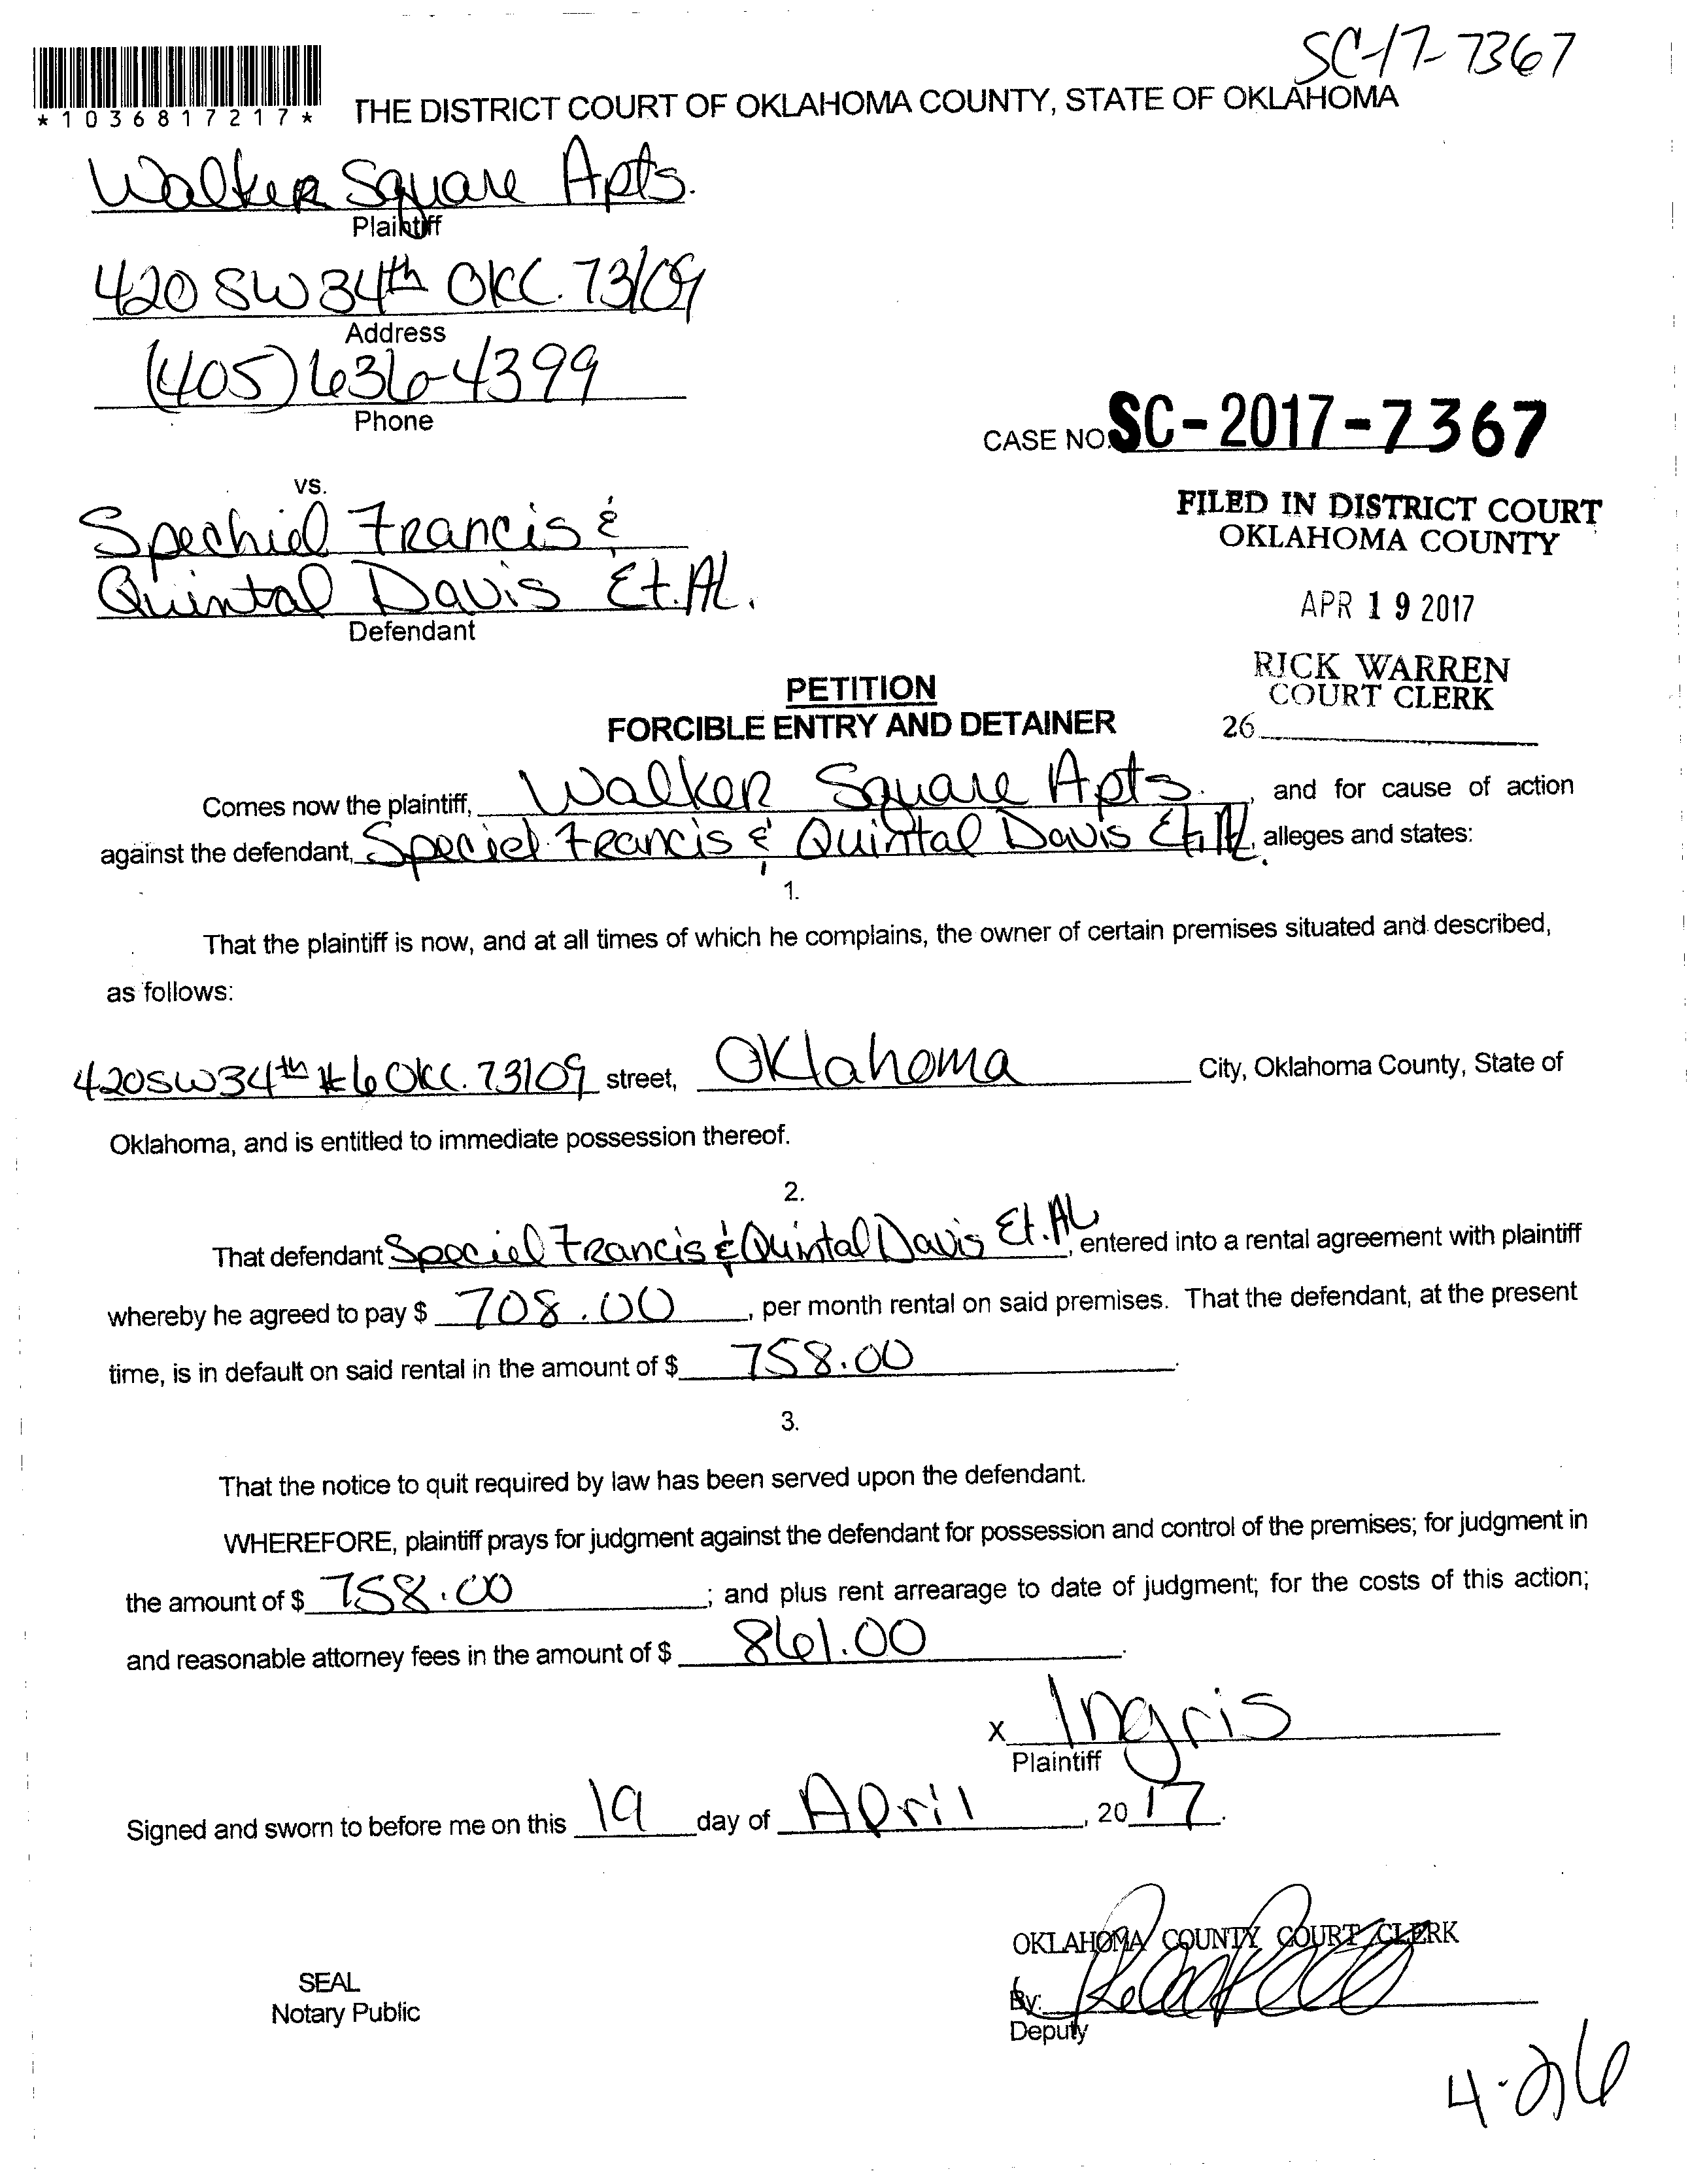 SC-17-7367
*1036817217*
THE DISTRICT COURT OF OKLAHOMA COUNTY, STATE OF OKLAHOMA
Walker Square Apts.
Plaintiff
420 SW 34th OKC. 73109
Address
(405) 636-4399
Phone
CASE NO. SC-2017-7367
vs.
Spechiel Francis &
Quintal Davis Et. Al.
Defendant
FILED IN DISTRICT COURT
OKLAHOMA COUNTY
APR 19 2017
RICK WARREN
COURT CLERK
26
PETITION
FORCIBLE ENTRY AND DETAINER
Comes now the plaintiff, Walker Square Apts., and for cause of action
against the defendant, Speciel Francis & Quintal Davis Et. Al., alleges and states:
1.
That the plaintiff is now, and at all times of which he complains, the owner of certain premises situated and described,
as follows:
420 SW 34th #6 OKC. 73109 street, Oklahoma City, Oklahoma County, State of
Oklahoma, and is entitled to immediate possession thereof.
2.
That defendant Speciel Francis & Quintal Davis Et. Al, entered into a rental agreement with plaintiff
whereby he agreed to pay $ 708.00, per month rental on said premises. That the defendant, at the present
time, is in default on said rental in the amount of $ 758.00.
3.
That the notice to quit required by law has been served upon the defendant.
WHEREFORE, plaintiff prays for judgment against the defendant for possession and control of the premises; for judgment in
the amount of $ 758.00; and plus rent arrearage to date of judgment; for the costs of this action;
and reasonable attorney fees in the amount of $ 861.00.
x Ingris
Plaintiff
Signed and sworn to before me on this 19 day of April, 2017.
OKLAHOMA COUNTY COURT CLERK
SEAL
Notary Public
By:
Deputy
4-26